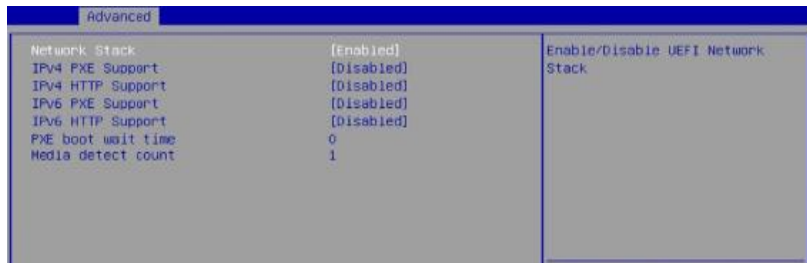 Advanced
Network Stack [Enabled]
IPv4 PXE Support [Disabled]
IPv4 HTTP Support [Disabled]
IPv6 PXE Support [Disabled]
IPv6 HTTP Support [Disabled]
PXE boot wait time 0
Media detect count 1
Enable/Disable UEFI Network
Stack